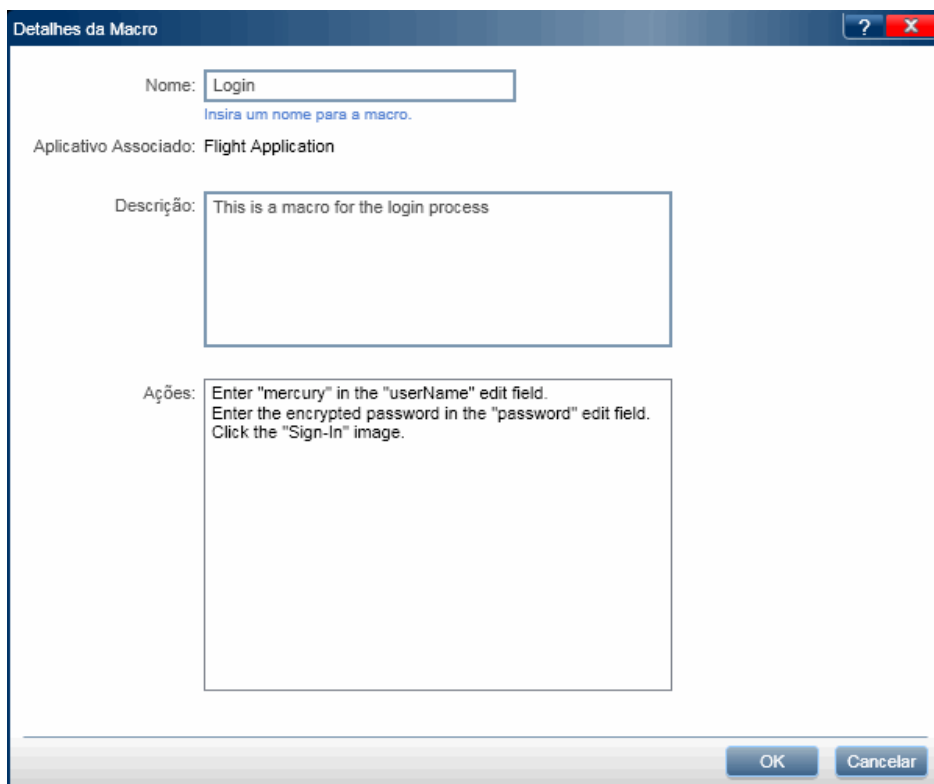 Detalhes da Macro
? X
Nome: Login
Insira um nome para a macro.
Aplicativo Associado: Flight Application
Descrição: This is a macro for the login process
Ações: Enter "mercury" in the "userName" edit field.
Enter the encrypted password in the "password" edit field.
Click the "Sign-In" image.
OK Cancelar